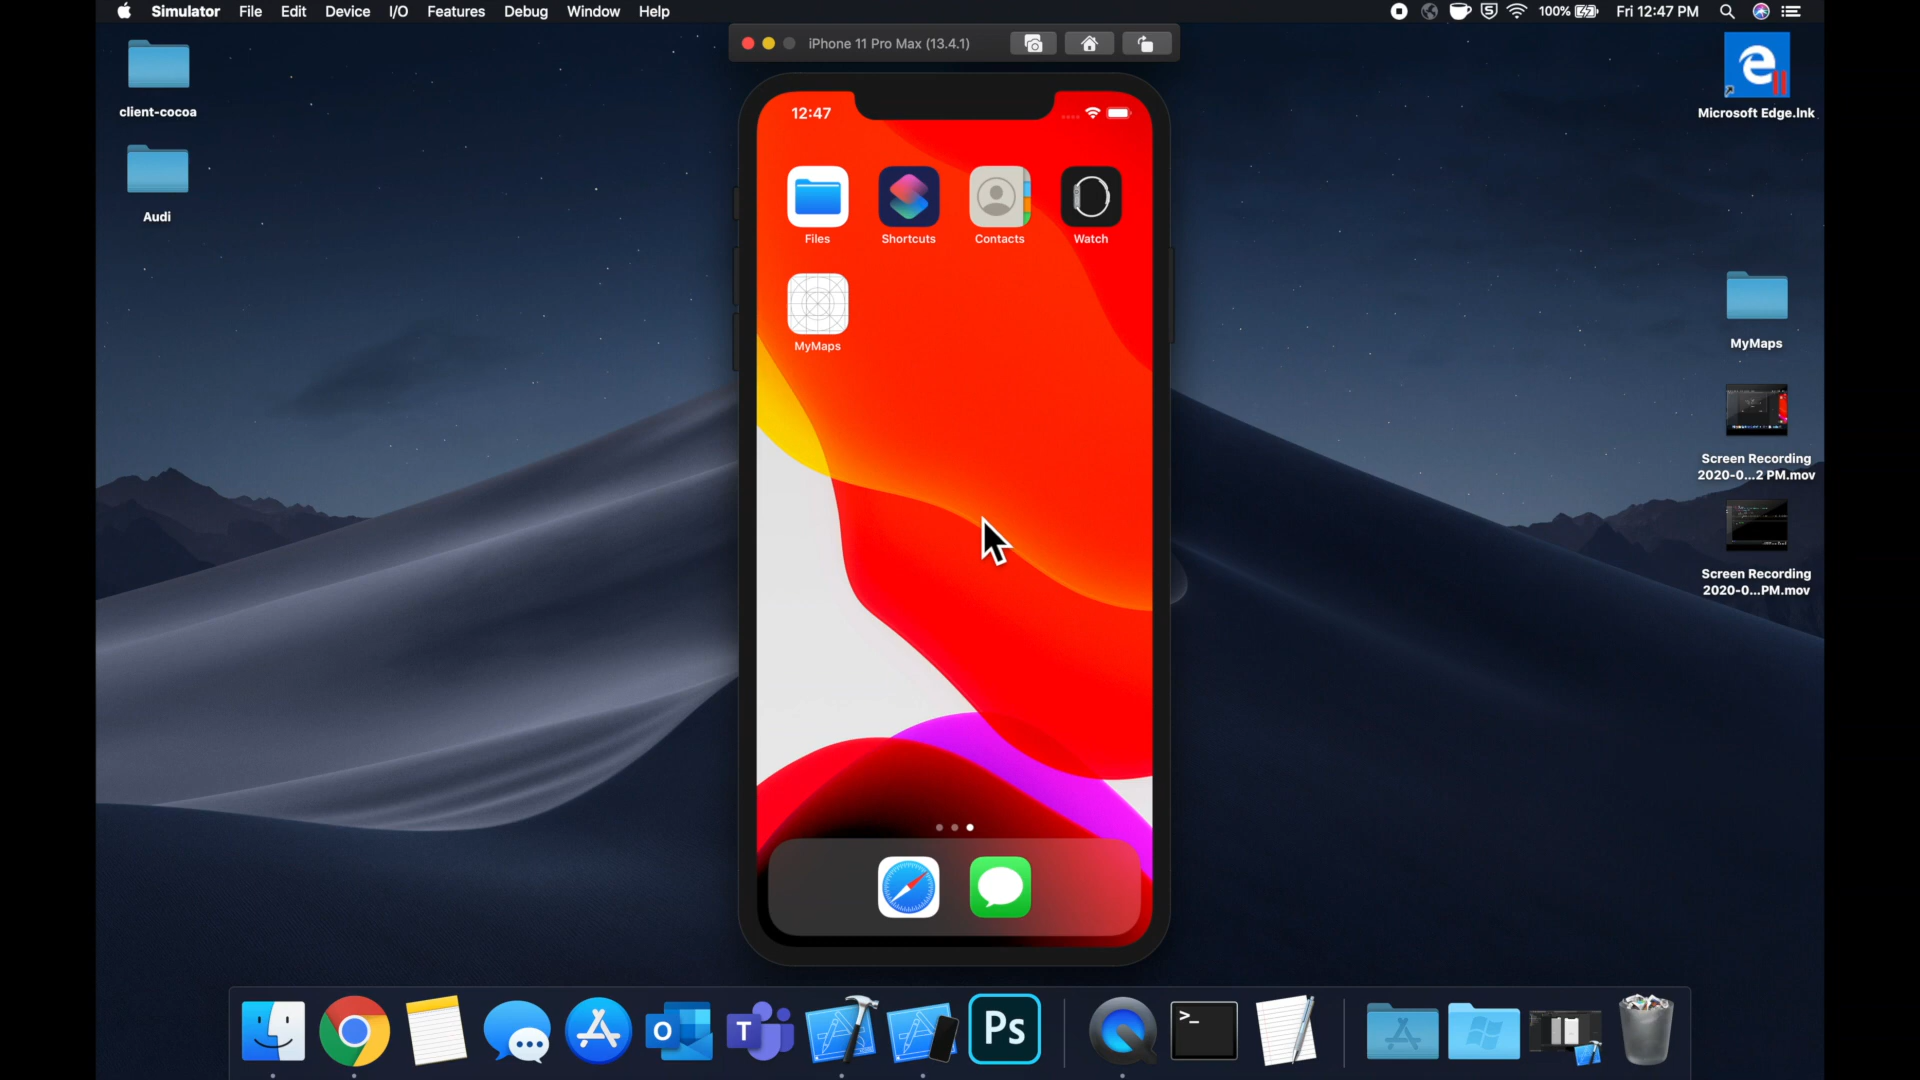 Simulator File Edit Device I/O Features Debug Window Help
100% Fri 12:47 PM
iPhone 11 Pro Max (13.4.1)
client-cocoa
Audi
Microsoft Edge.lnk
MyMaps
Screen Recording
2020-0...2 PM.mov
Screen Recording
2020-0...PM.mov
12:47
Files Shortcuts Contacts Watch
MyMaps
O
T
Ps
>_